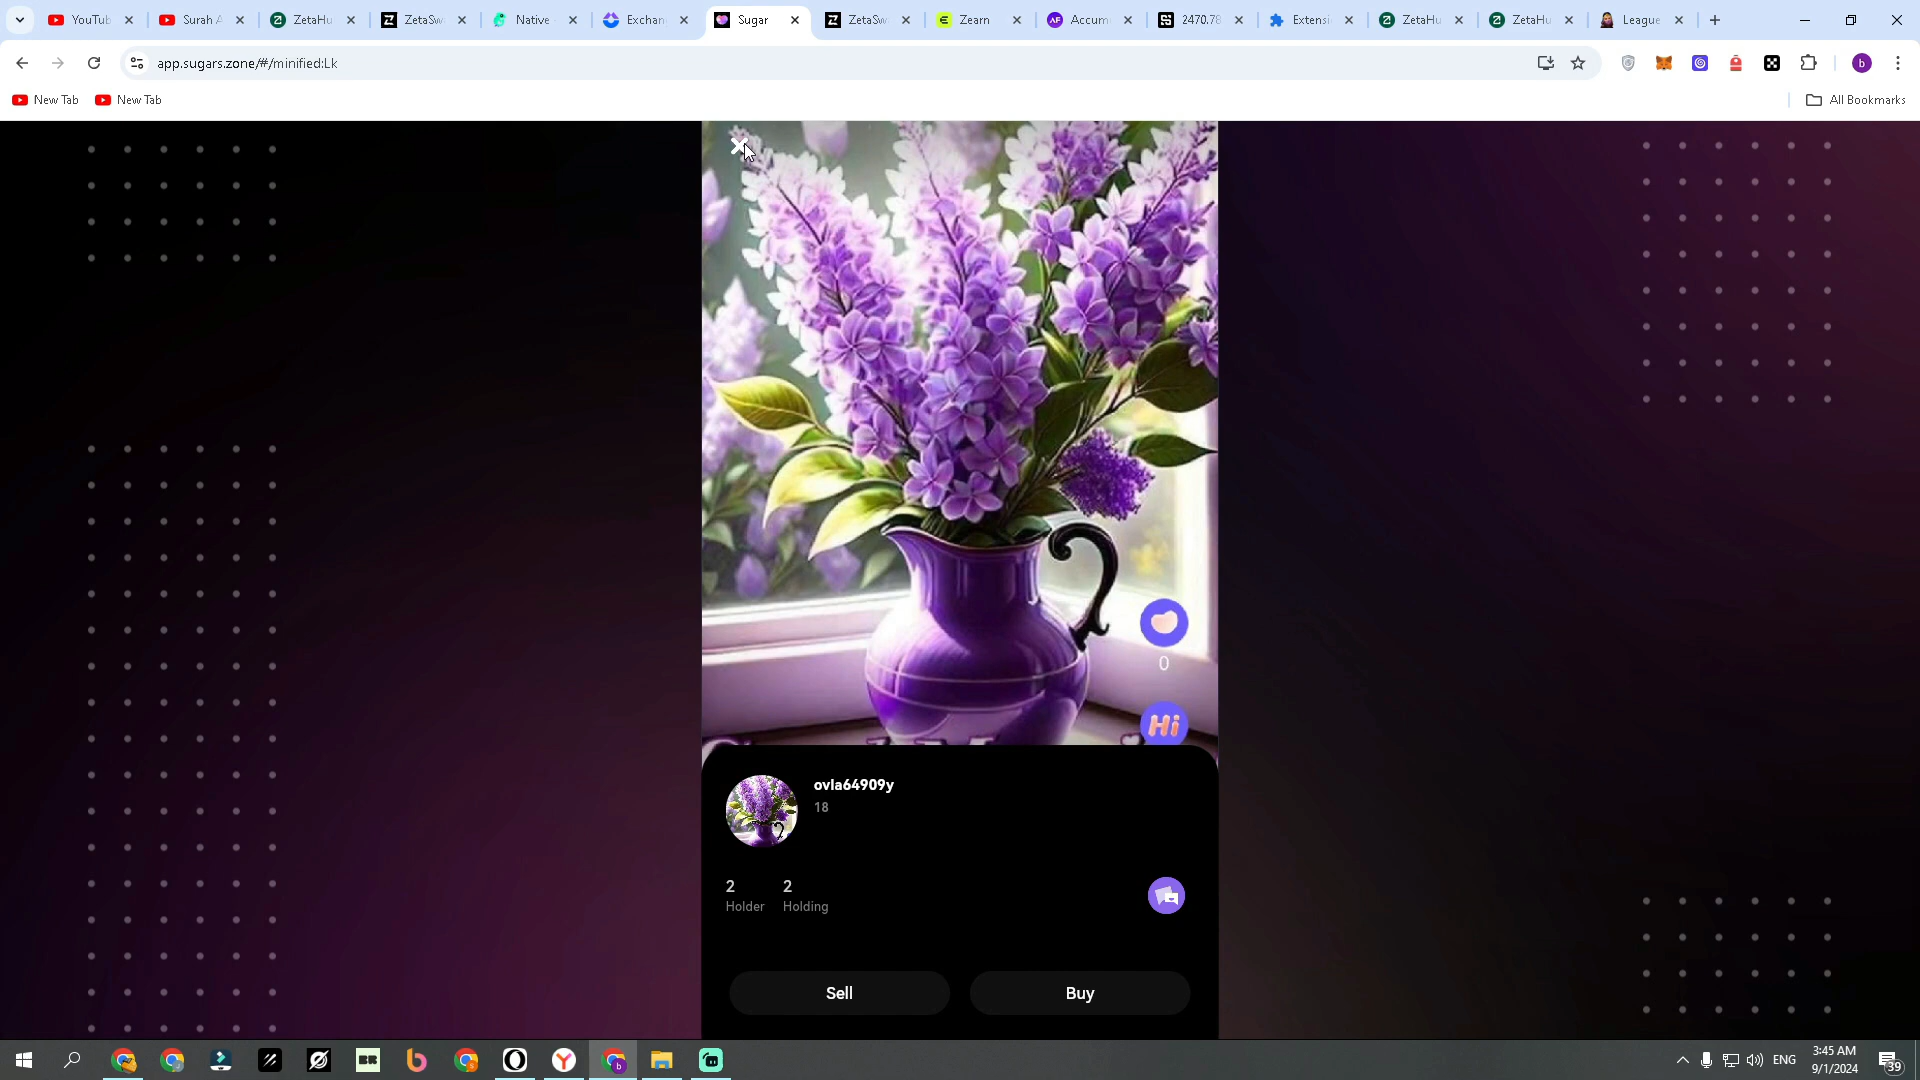 YouTub
Surah A
ZetaHu
ZetaSw
Native
Exchan
Sugar
ZetaSw
Zearn
Accum
2470.78
Extensi
ZetaHu
ZetaHu
League
app.sugars.zone/#/minified:Lk
b
New Tab
New Tab
All Bookmarks
0
Hi
ovla64909y
18
2
Holder
2
Holding
Sell
Buy
ENG
3:45 AM
9/1/2024
39